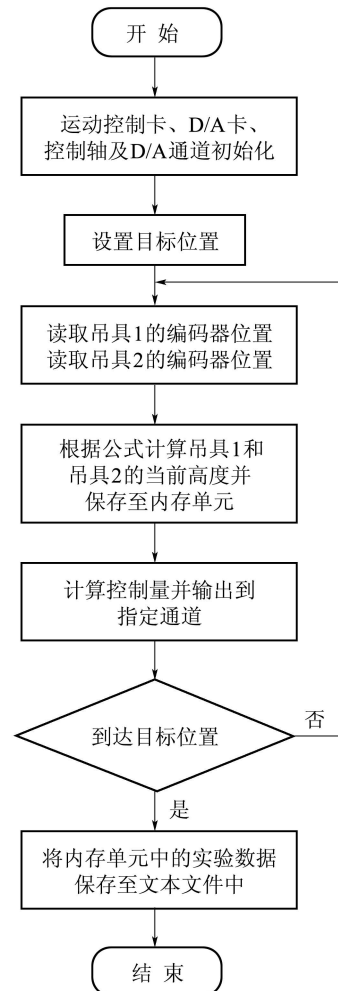 开 始
运动控制卡、D/A卡、
控制轴及D/A通道初始化
设置目标位置
读取吊具1的编码器位置
读取吊具2的编码器位置
根据公式计算吊具1和
吊具2的当前高度并
保存至内存单元
计算控制量并输出到
指定通道
到达目标位置
否
是
将内存单元中的实验数据
保存至文本文件中
结 束